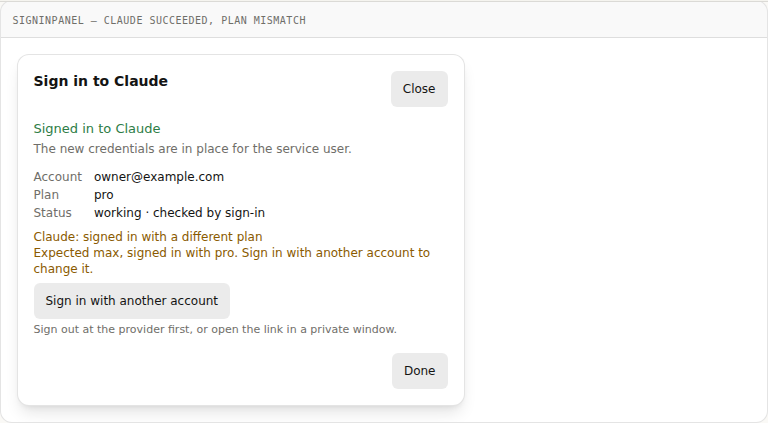 SIGNINPANEL — CLAUDE SUCCEEDED, PLAN MISMATCH
Sign in to Claude
Close
Signed in to Claude
The new credentials are in place for the service user.
Account owner@example.com
Plan pro
Status working · checked by sign-in
Claude: signed in with a different plan
Expected max, signed in with pro. Sign in with another account to
change it.
Sign in with another account
Sign out at the provider first, or open the link in a private window.
Done